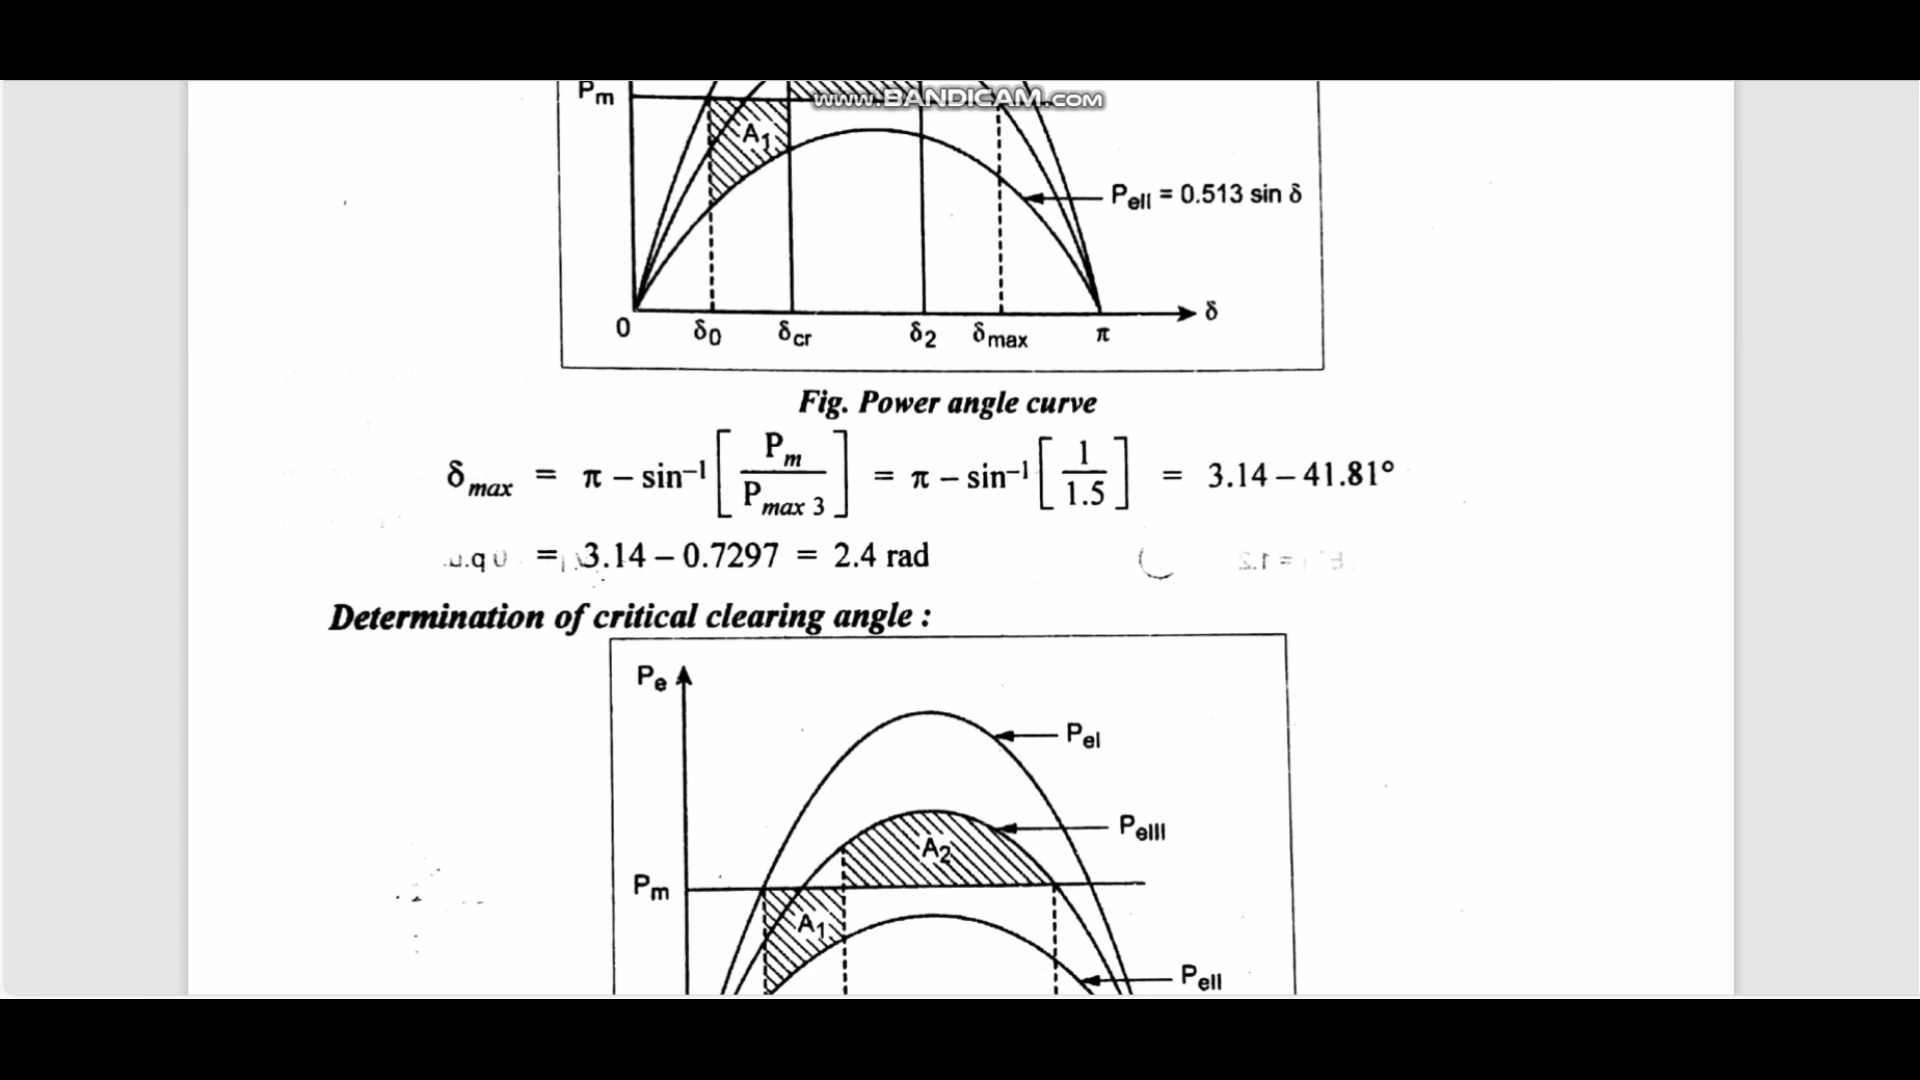 Pm
www.BANDICAM.COM
A1
PeII = 0.513 sin δ
0 δ0 δcr δ2 δmax π δ
Fig. Power angle curve
δmax = π – sin–1 [ Pm / Pmax 3 ] = π – sin–1 [ 1 / 1.5 ] = 3.14 – 41.81°
= 3.14 – 0.7297 = 2.4 rad
Determination of critical clearing angle :
Pe
PeI
PeIII
A2
Pm
A1
PeII